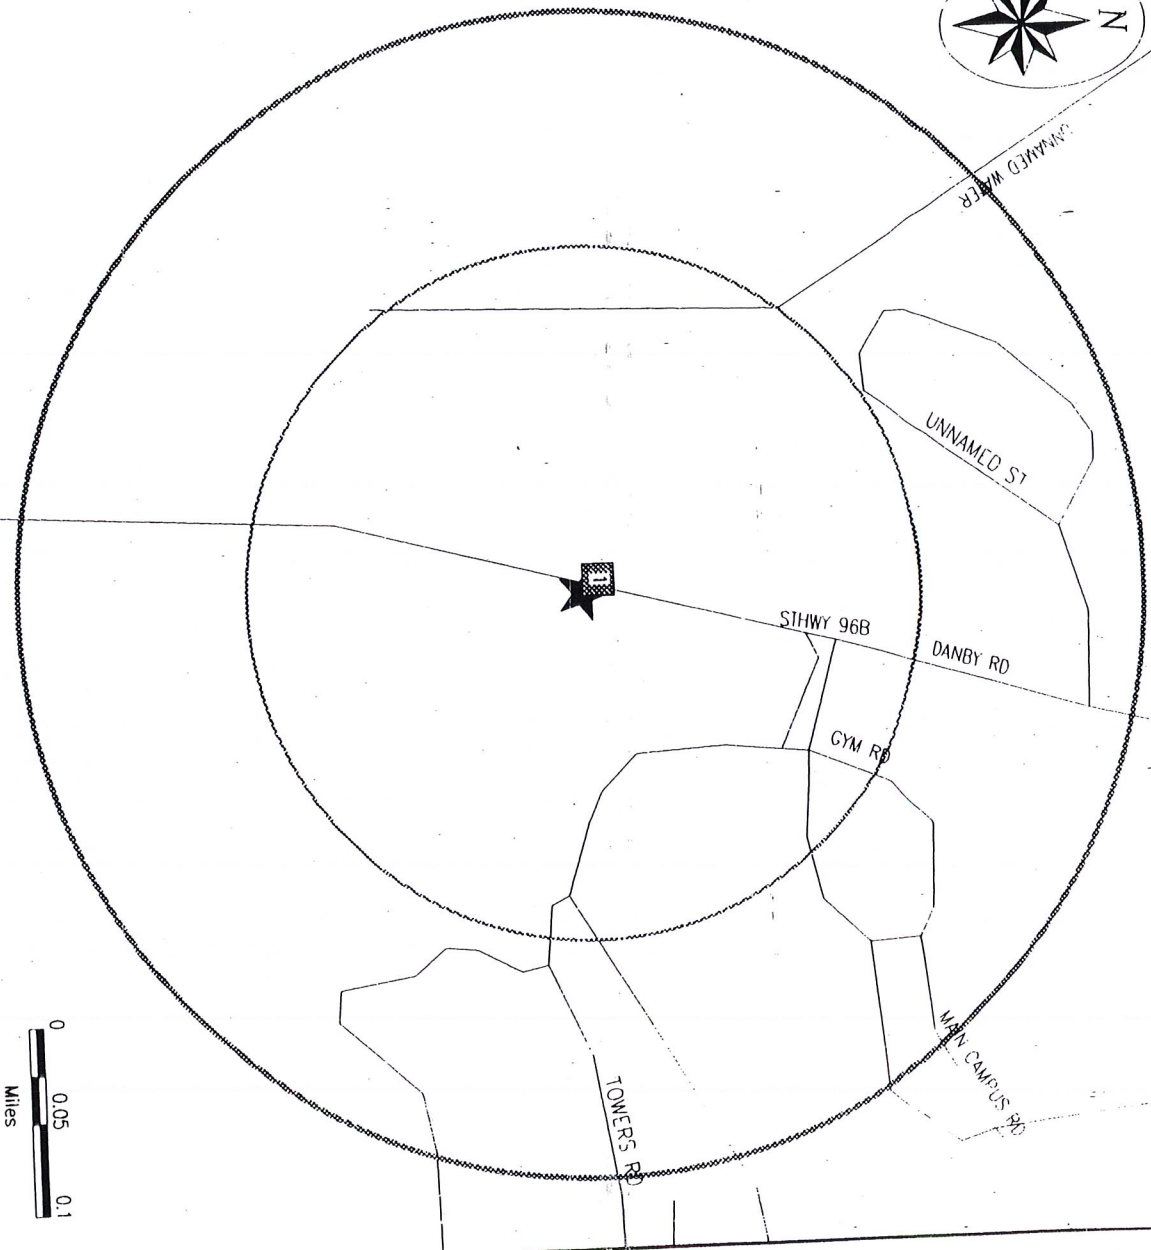 N
UNNAMED WATER
UNNAMED ST
STHWY 96B
DANBY RD
1
GYM RD
MAIN CAMPUS RD
TOWERS RD
0 0.05 0.1
Miles